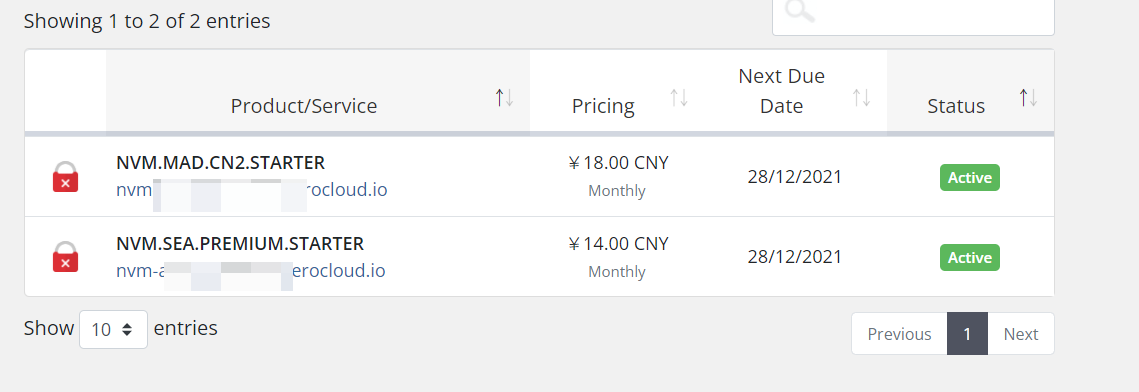 Showing 1 to 2 of 2 entries
Product/Service
Pricing
Next Due
Date
Status
NVM.MAD.CN2.STARTER
nvm erocloud.io
¥18.00 CNY
Monthly
28/12/2021
Active
NVM.SEA.PREMIUM.STARTER
nvm-a erocloud.io
¥14.00 CNY
Monthly
28/12/2021
Active
Show 10 entries
Previous 1 Next